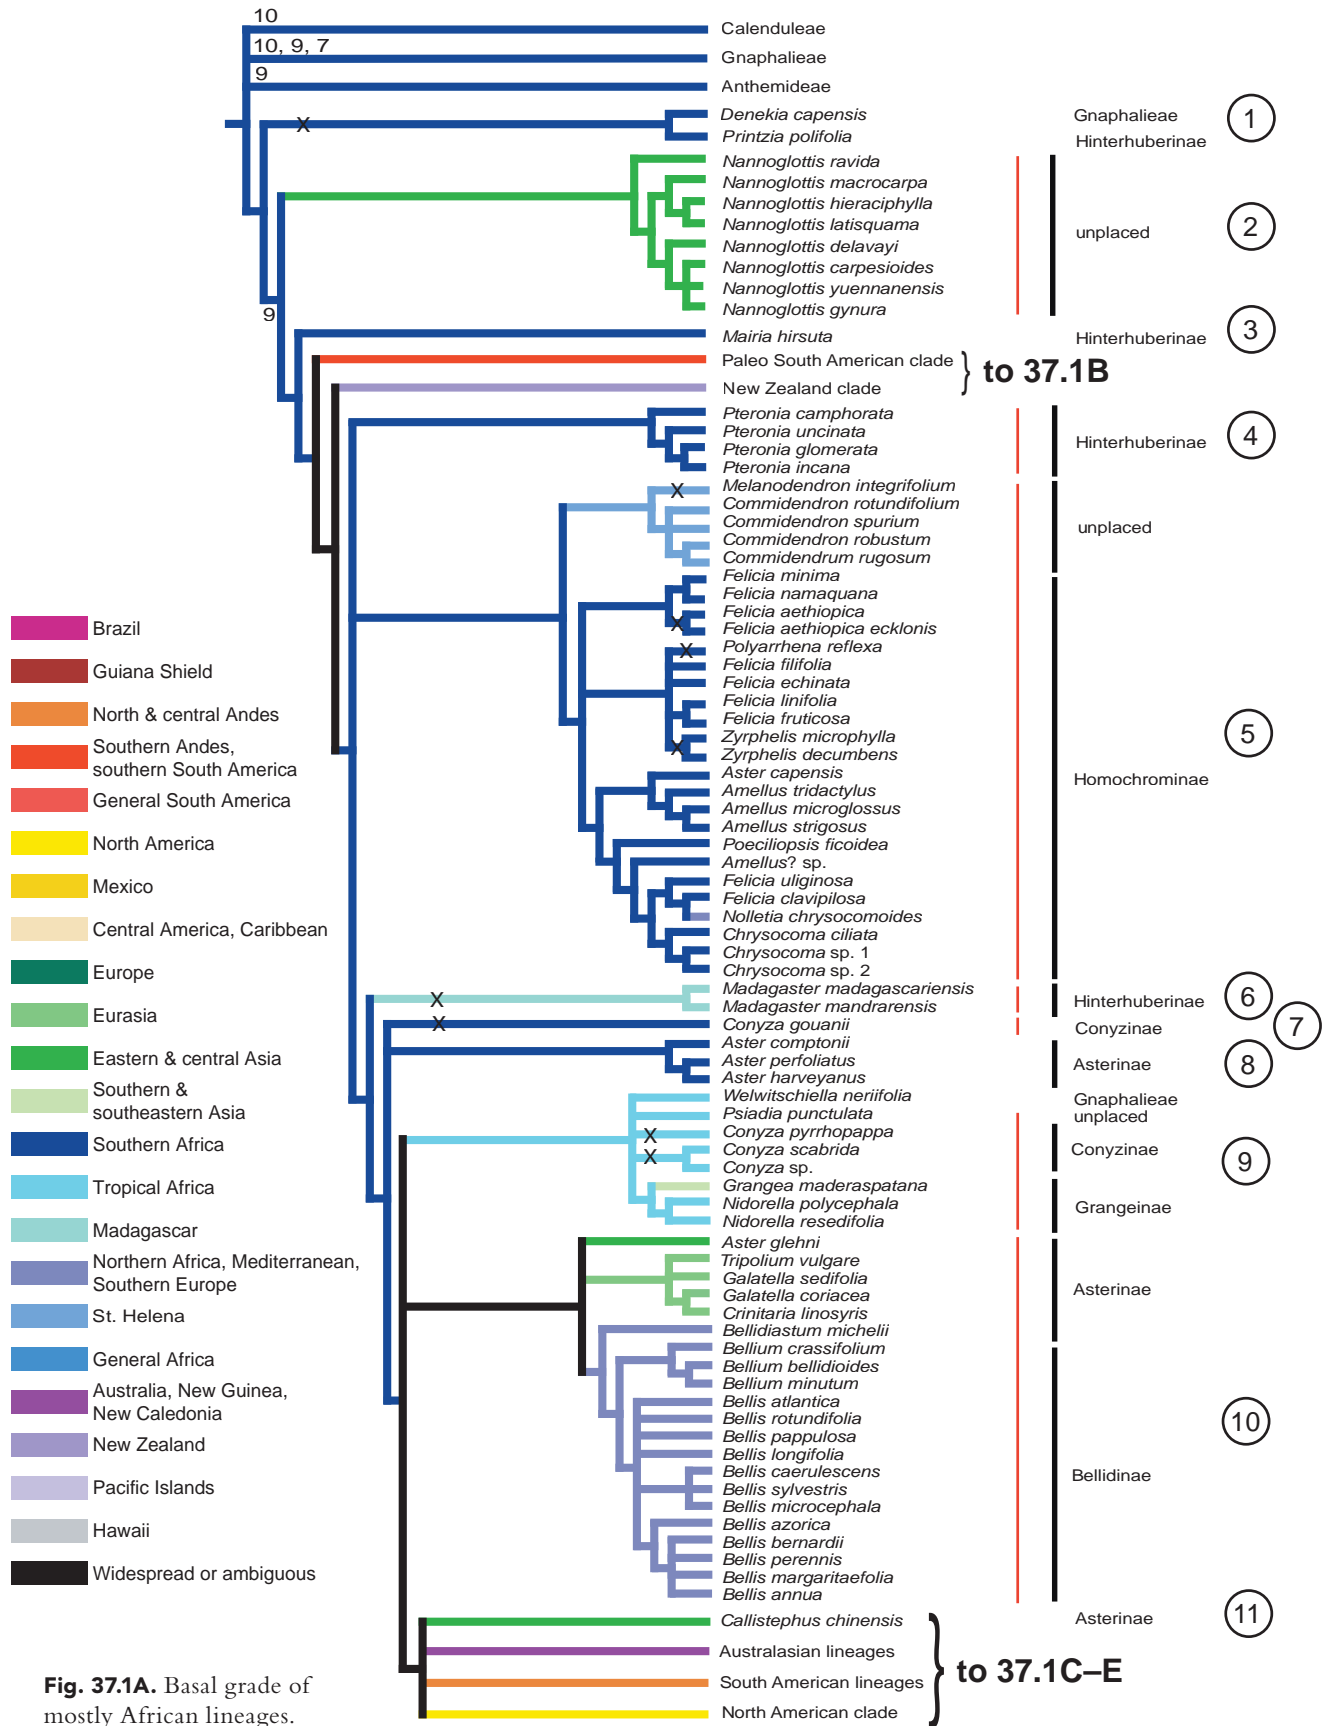 10
Calenduleae
10, 9, 7
Gnaphalieae
9
Anthemideae
X
Denekia capensis
Printzia polifolia
Gnaphalieae
Hinterhuberinae
1
Nannoglottis ravida
Nannoglottis macrocarpa
Nannoglottis hieraciphylla
Nannoglottis latisquama
Nannoglottis delavayi
Nannoglottis carpesioides
Nannoglottis yuennanensis
Nannoglottis gynura
unplaced
2
9
Mairia hirsuta
Hinterhuberinae
3
Paleo South American clade
New Zealand clade
} to 37.1B
Pteronia camphorata
Pteronia uncinata
Pteronia glomerata
Pteronia incana
Hinterhuberinae
4
X
Melanodendron integrifolium
Commidendron rotundifolium
Commidendron spurium
Commidendron robustum
Commidendrum rugosum
unplaced
Felicia minima
Felicia namaquana
Felicia aethiopica
X
Felicia aethiopica ecklonis
X
Polyarrhena reflexa
Felicia filifolia
Felicia echinata
Felicia linifolia
Felicia fruticosa
Zyrphelis microphylla
X
Zyrphelis decumbens
Aster capensis
Amellus tridactylus
Amellus microglossus
Amellus strigosus
Poeciliopsis ficoidea
Amellus? sp.
Felicia uliginosa
Felicia clavipilosa
Nolletia chrysocomoides
Chrysocoma ciliata
Chrysocoma sp. 1
Chrysocoma sp. 2
Homochrominae
5
X
Madagaster madagascariensis
Madagaster mandrarensis
Hinterhuberinae
6
X
Conyza gouanii
Conyzinae
7
Aster comptonii
Aster perfoliatus
Aster harveyanus
Asterinae
8
Welwitschiella neriifolia
Gnaphalieae
Psiadia punctulata
unplaced
X
Conyza pyrrhopappa
X
Conyza scabrida
Conyza sp.
Conyzinae
9
Grangea maderaspatana
Nidorella polycephala
Nidorella resedifolia
Grangeinae
Aster glehni
Tripolium vulgare
Galatella sedifolia
Galatella coriacea
Crinitaria linosyris
Asterinae
Bellidiastum michelii
Bellium crassifolium
Bellium bellidioides
Bellium minutum
Bellis atlantica
Bellis rotundifolia
Bellis pappulosa
Bellis longifolia
Bellis caerulescens
Bellis sylvestris
Bellis microcephala
Bellis azorica
Bellis bernardii
Bellis perennis
Bellis margaritaefolia
Bellis annua
Bellidinae
10
Callistephus chinensis
Asterinae
11
Australasian lineages
South American lineages
North American clade
} to 37.1C–E
Brazil
Guiana Shield
North & central Andes
Southern Andes,
southern South America
General South America
North America
Mexico
Central America, Caribbean
Europe
Eurasia
Eastern & central Asia
Southern &
southeastern Asia
Southern Africa
Tropical Africa
Madagascar
Northern Africa, Mediterranean,
Southern Europe
St. Helena
General Africa
Australia, New Guinea,
New Caledonia
New Zealand
Pacific Islands
Hawaii
Widespread or ambiguous
Fig. 37.1A. Basal grade of
mostly African lineages.